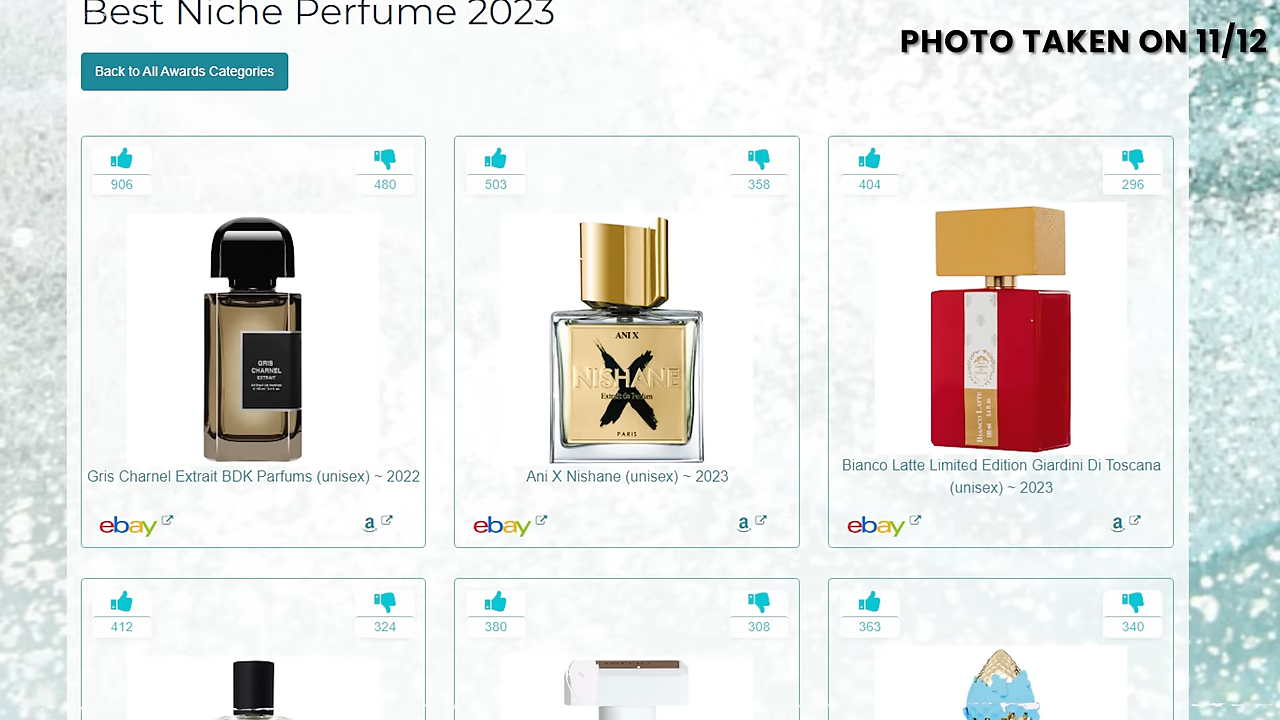 Best Niche Perfume 2023
PHOTO TAKEN ON 11/12
Back to All Awards Categories
906
480
503
358
404
296
GRIS
CHARNEL
EXTRAIT
ANI X
NISHANE
Extrait de Parfum
PARIS
BIANCO LATTE
Gris Charnel Extrait BDK Parfums (unisex) ~ 2022
Ani X Nishane (unisex) ~ 2023
Bianco Latte Limited Edition Giardini Di Toscana
(unisex) ~ 2023
ebay
a
ebay
a
ebay
a
412
324
380
308
363
340